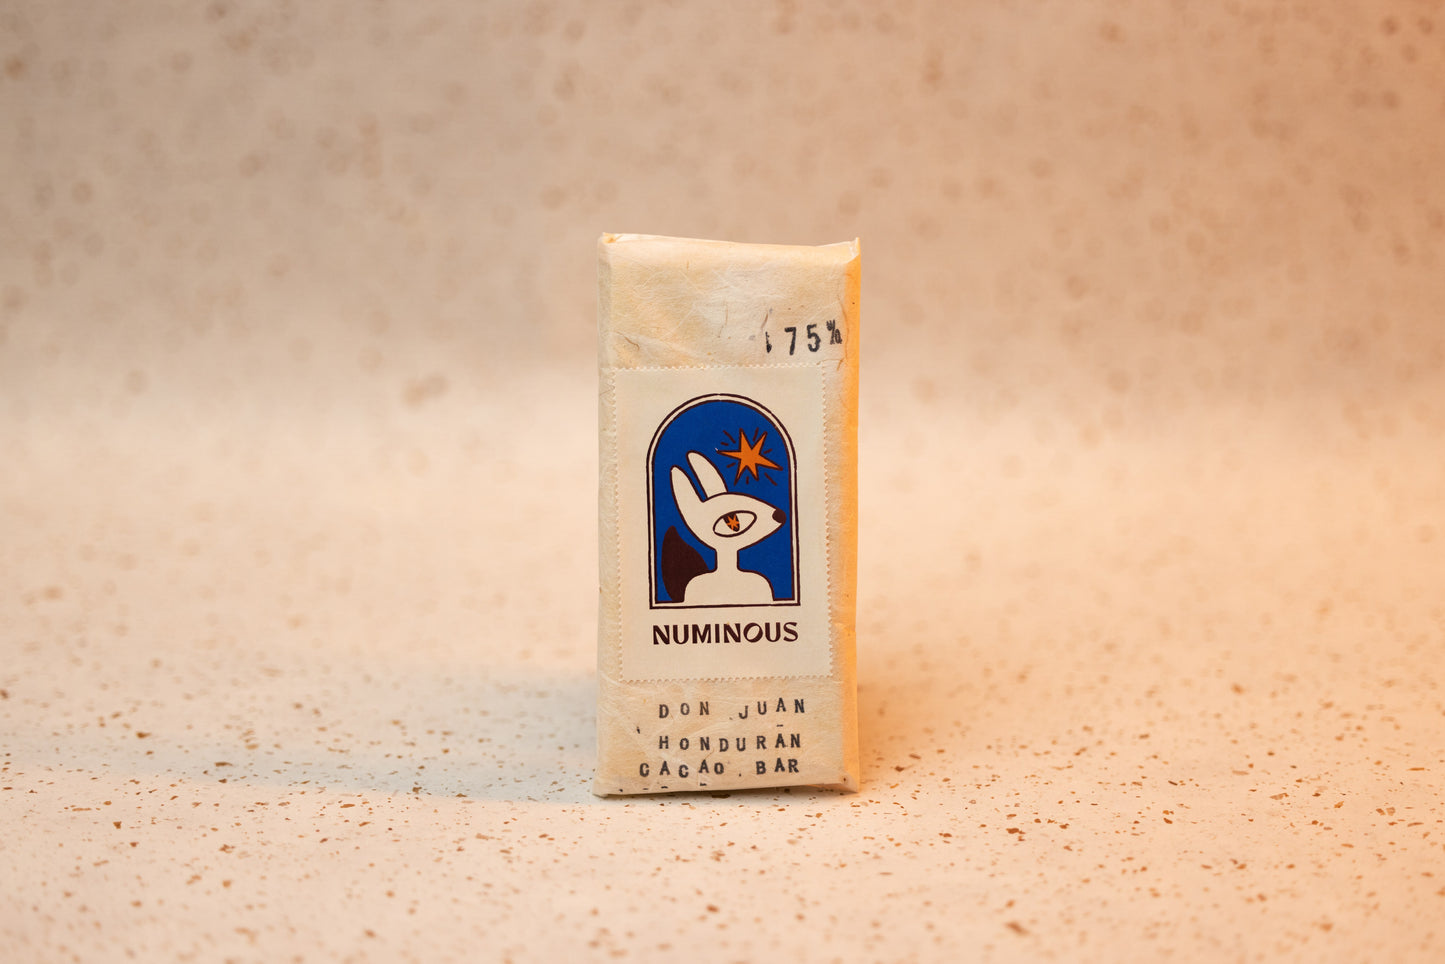 75%
NUMINOUS
DON JUAN
HONDURAN
CACAO BAR